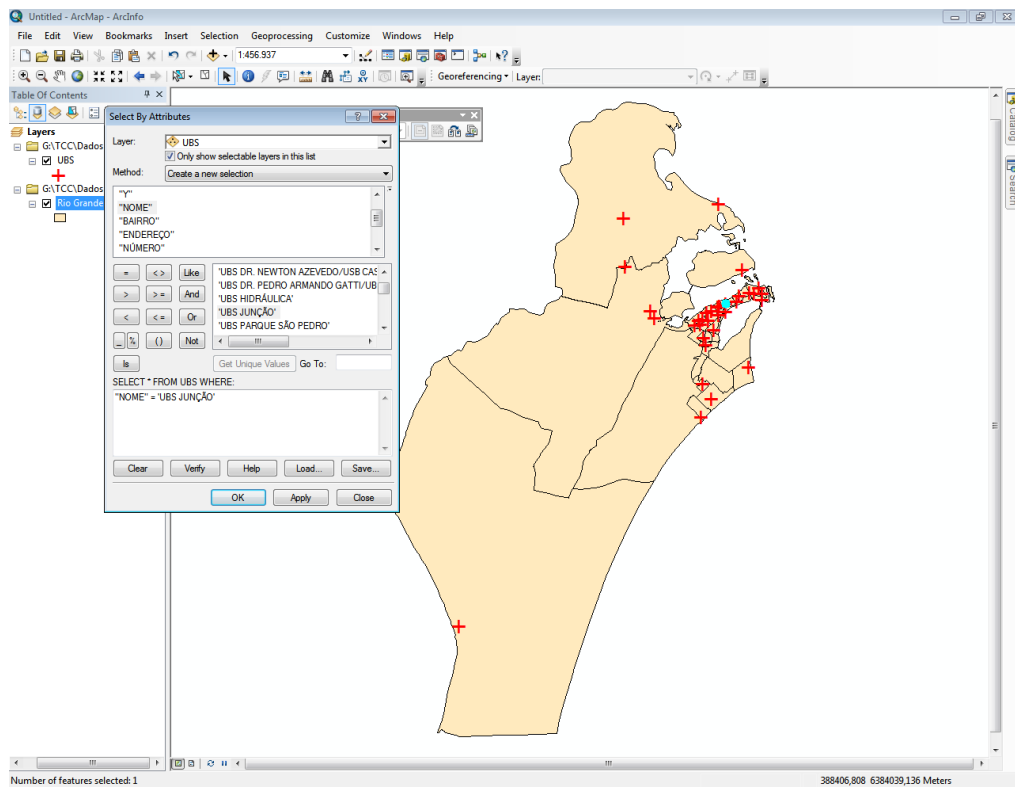 Untitled - ArcMap - ArcInfo
File Edit View Bookmarks Insert Selection Geoprocessing Customize Windows Help
1:456.937
Georeferencing Layer:
Table Of Contents
Layers
G:\TCC\Dados
UBS
G:\TCC\Dados
Rio Grande
Select By Attributes
Layer: UBS
Only show selectable layers in this list
Method: Create a new selection
"Y"
"NOME"
"BAIRRO"
"ENDEREÇO"
"NÚMERO"
= < > Like
> > = And
< < = Or
_ % () Not
Is
'UBS DR. NEWTON AZEVEDO/USB CAS
'UBS DR. PEDRO ARMANDO GATTI/UB
'UBS HIDRÁULICA'
'UBS JUNÇÃO'
'UBS PARQUE SÃO PEDRO'
Get Unique Values Go To:
SELECT * FROM UBS WHERE:
"NOME" = 'UBS JUNÇÃO'
Clear Verify Help Load... Save...
OK Apply Close
Catalog
Search
Number of features selected: 1
388406,808 6384039,136 Meters